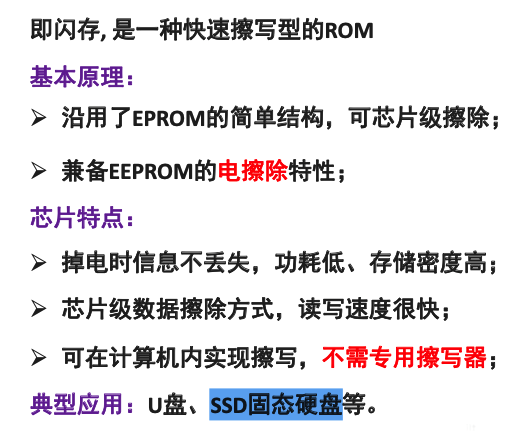 即闪存, 是一种快速擦写型的ROM
基本原理：
➢ 沿用了EPROM的简单结构，可芯片级擦除；
➢ 兼备EEPROM的电擦除特性；
芯片特点：
➢ 掉电时信息不丢失，功耗低、存储密度高；
➢ 芯片级数据擦除方式，读写速度很快；
➢ 可在计算机内实现擦写，不需专用擦写器；
典型应用：U盘、SSD固态硬盘等。